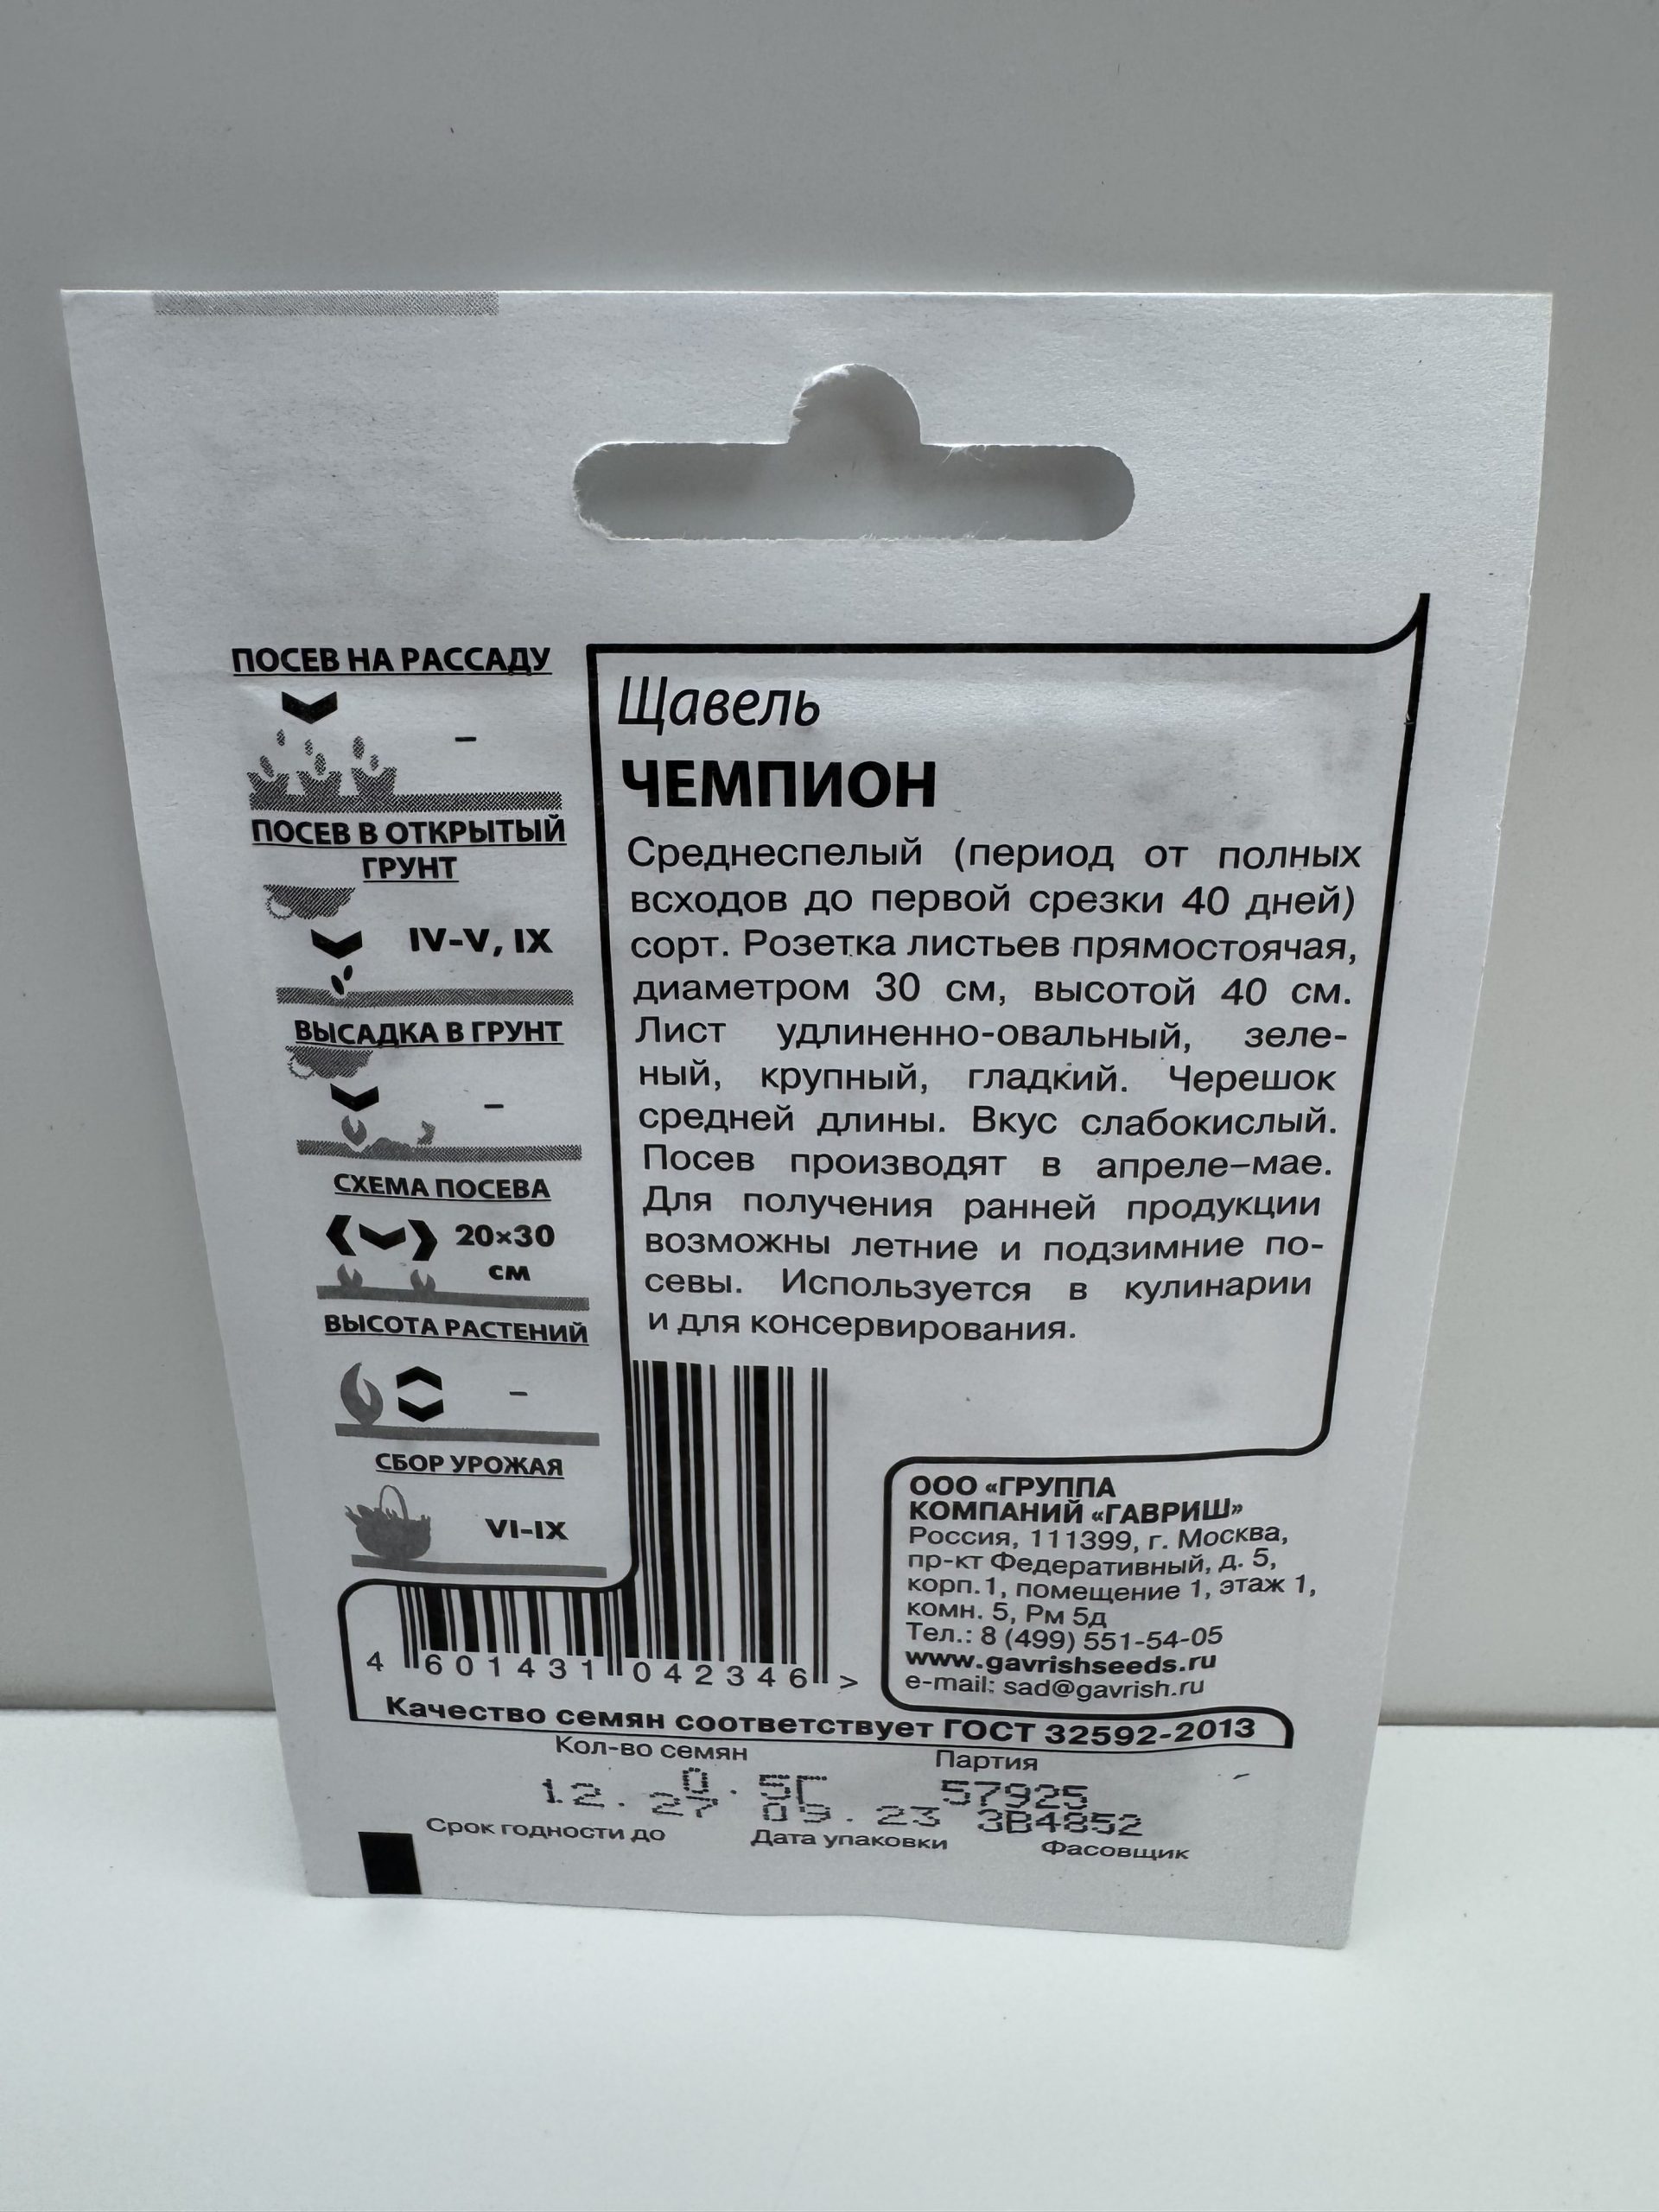 ПОСЕВ НА РАССАДУ
–
ПОСЕВ В ОТКРЫТЫЙ
ГРУНТ
IV-V, IX
ВЫСАДКА В ГРУНТ
–
СХЕМА ПОСЕВА
20×30
см
ВЫСОТА РАСТЕНИЙ
–
СБОР УРОЖАЯ
VI-IX
Щавель
ЧЕМПИОН
Среднеспелый (период от полных
всходов до первой срезки 40 дней)
сорт. Розетка листьев прямостоячая,
диаметром 30 см, высотой 40 см.
Лист удлиненно-овальный, зеле-
ный, крупный, гладкий. Черешок
средней длины. Вкус слабокислый.
Посев производят в апреле–мае.
Для получения ранней продукции
возможны летние и подзимние по-
севы. Используется в кулинарии
и для консервирования.
ООО «ГРУППА
КОМПАНИЙ «ГАВРИШ»
Россия, 111399, г. Москва,
пр-кт Федеративный, д. 5,
корп.1, помещение 1, этаж 1,
комн. 5, Рм 5д
Тел.: 8 (499) 551-54-05
www.gavrishseeds.ru
e-mail: sad@gavrish.ru
4 601431 042346 >
Качество семян соответствует ГОСТ 32592-2013
Кол-во семян Партия
0.5Г 57925
12.27 09.23 3В4852
Срок годности до Дата упаковки Фасовщик